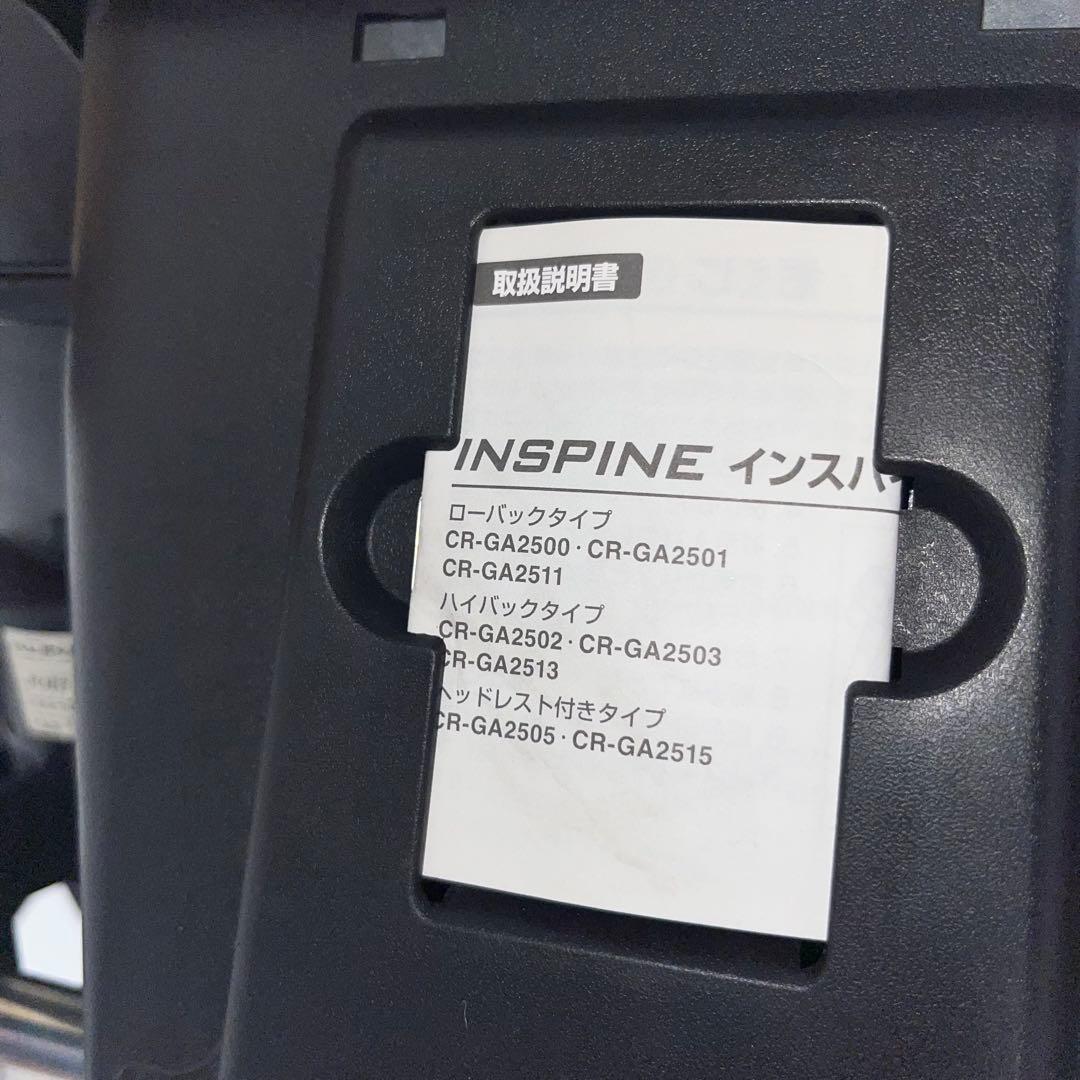 取扱説明書
INSPINE インスパイ
ローバックタイプ
CR-GA2500・CR-GA2501
CR-GA2511
ハイバックタイプ
CR-GA2502・CR-GA2503
CR-GA2513
ヘッドレスト付きタイプ
CR-GA2505・CR-GA2515